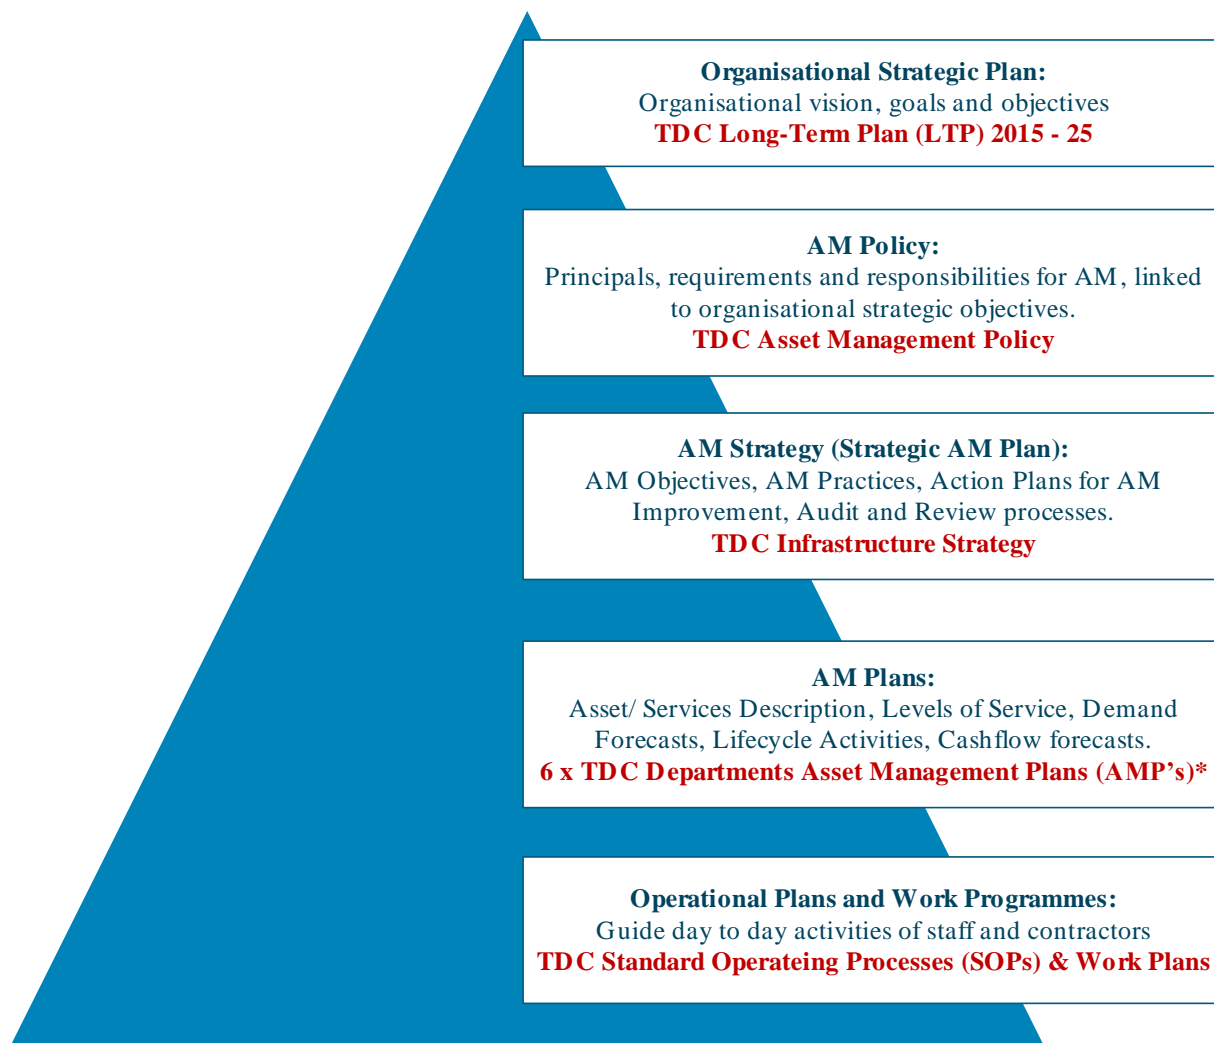 Organisational Strategic Plan:
Organisational vision, goals and objectives
TDC Long-Term Plan (LTP) 2015 - 25
AM Policy:
Principals, requirements and responsibilities for AM, linked
to organisational strategic objectives.
TDC Asset Management Policy
AM Strategy (Strategic AM Plan):
AM Objectives, AM Practices, Action Plans for AM
Improvement, Audit and Review processes.
TDC Infrastructure Strategy
AM Plans:
Asset/ Services Description, Levels of Service, Demand
Forecasts, Lifecycle Activities, Cashflow forecasts.
6 x TDC Departments Asset Management Plans (AMP’s)*
Operational Plans and Work Programmes:
Guide day to day activities of staff and contractors
TDC Standard Operateing Processes (SOPs) & Work Plans